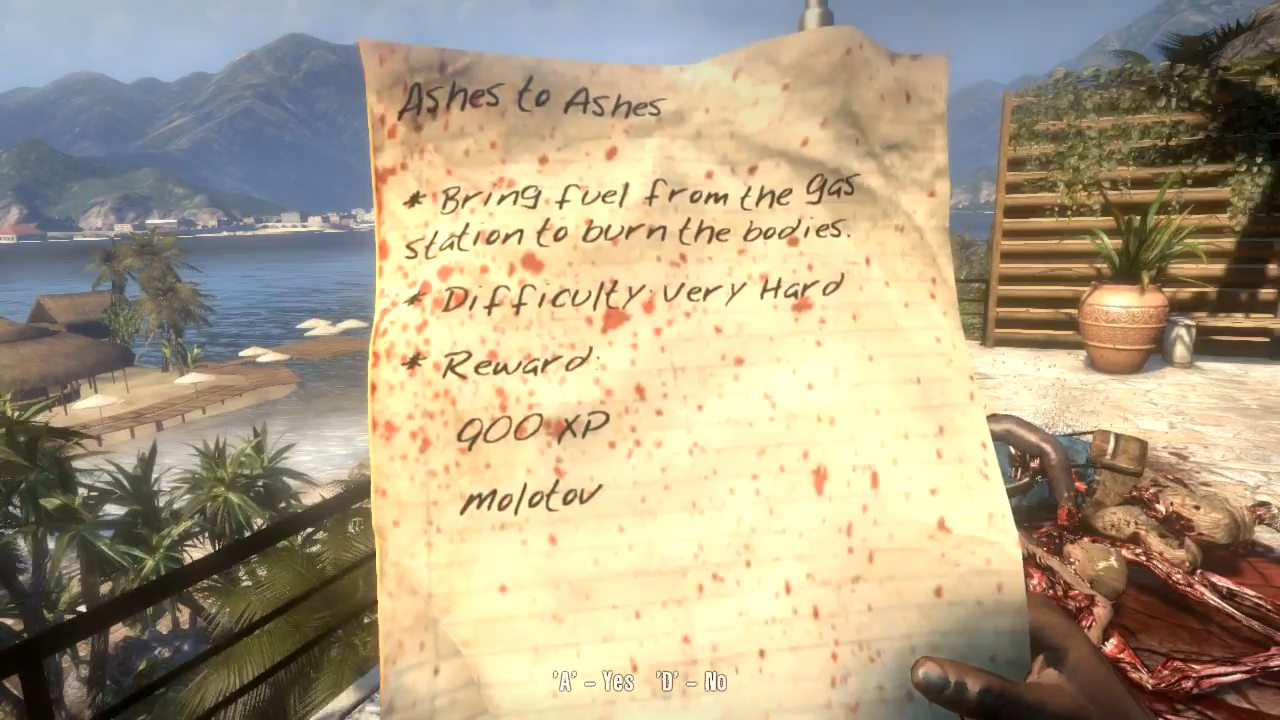 Ashes to Ashes
* Bring fuel from the gas
station to burn the bodies.
* Difficulty: Very Hard
* Reward:
900 XP
Molotov
'A' – Yes 'D' – No